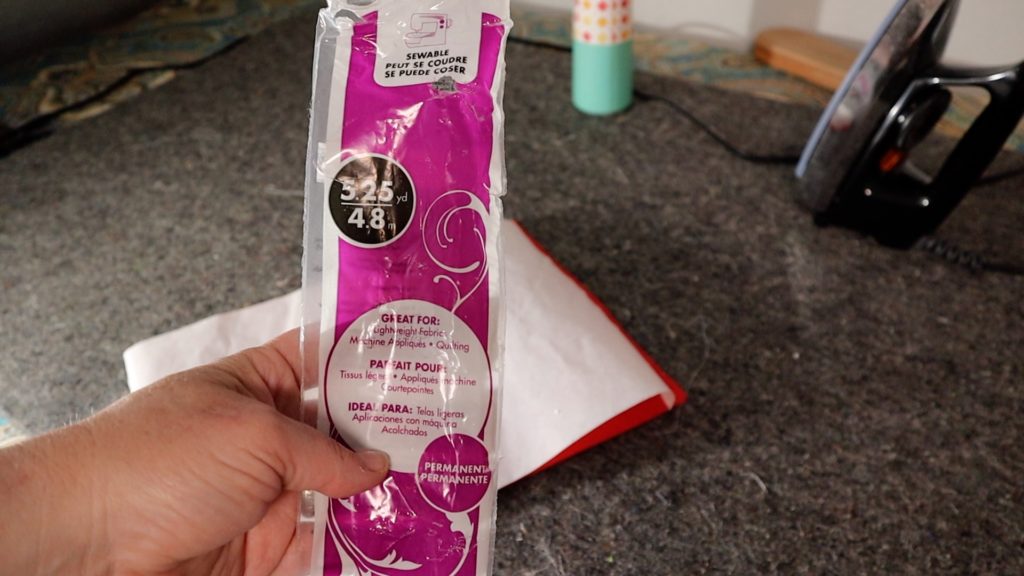 SEWABLE
PEUT SE COUDRE
SE PUEDE COSER
5.25 yd
4.8
GREAT FOR:
Lightweight Fabrics
Machine Appliqués • Quilting
PARFAIT POUR:
Tissus légers • Appliqués machine
Courtepointes
IDEAL PARA: Telas ligeras
Aplicaciones con máquina
Acolchados
PERMANENT
PERMANENTE